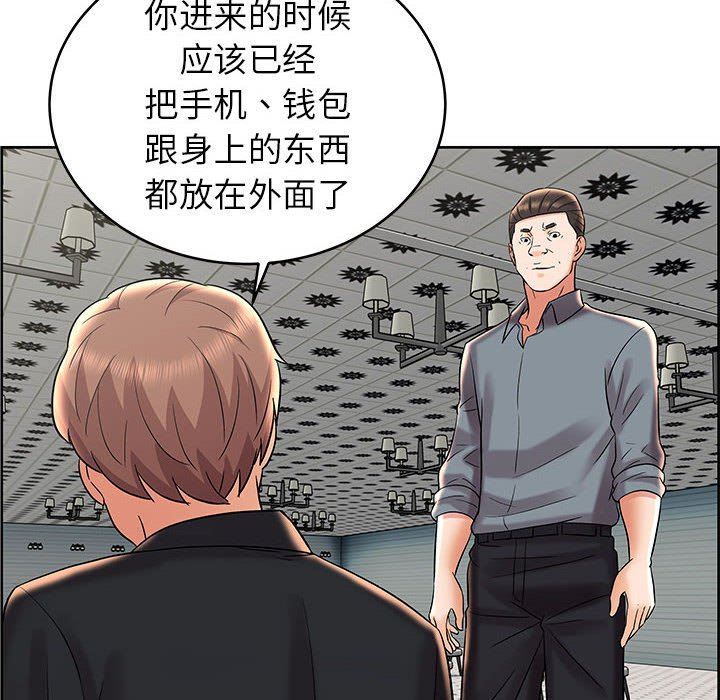 你进来的时候
应该已经
把手机、钱包
跟身上的东西
都放在外面了